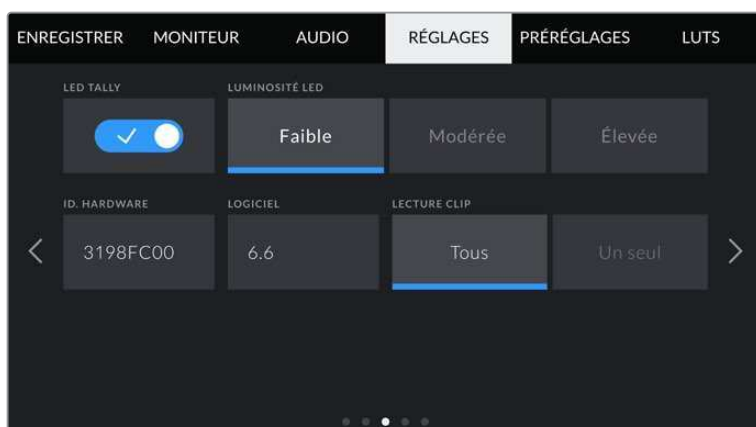 ENREGISTRER MONITEUR AUDIO RÉGLAGES PRÉRÉGLAGES LUTS
LED TALLY LUMINOSITÉ LED
Faible Modérée Élevée
ID. HARDWARE LOGICIEL LECTURE CLIP
3198FC00 6.6 Tous Un seul